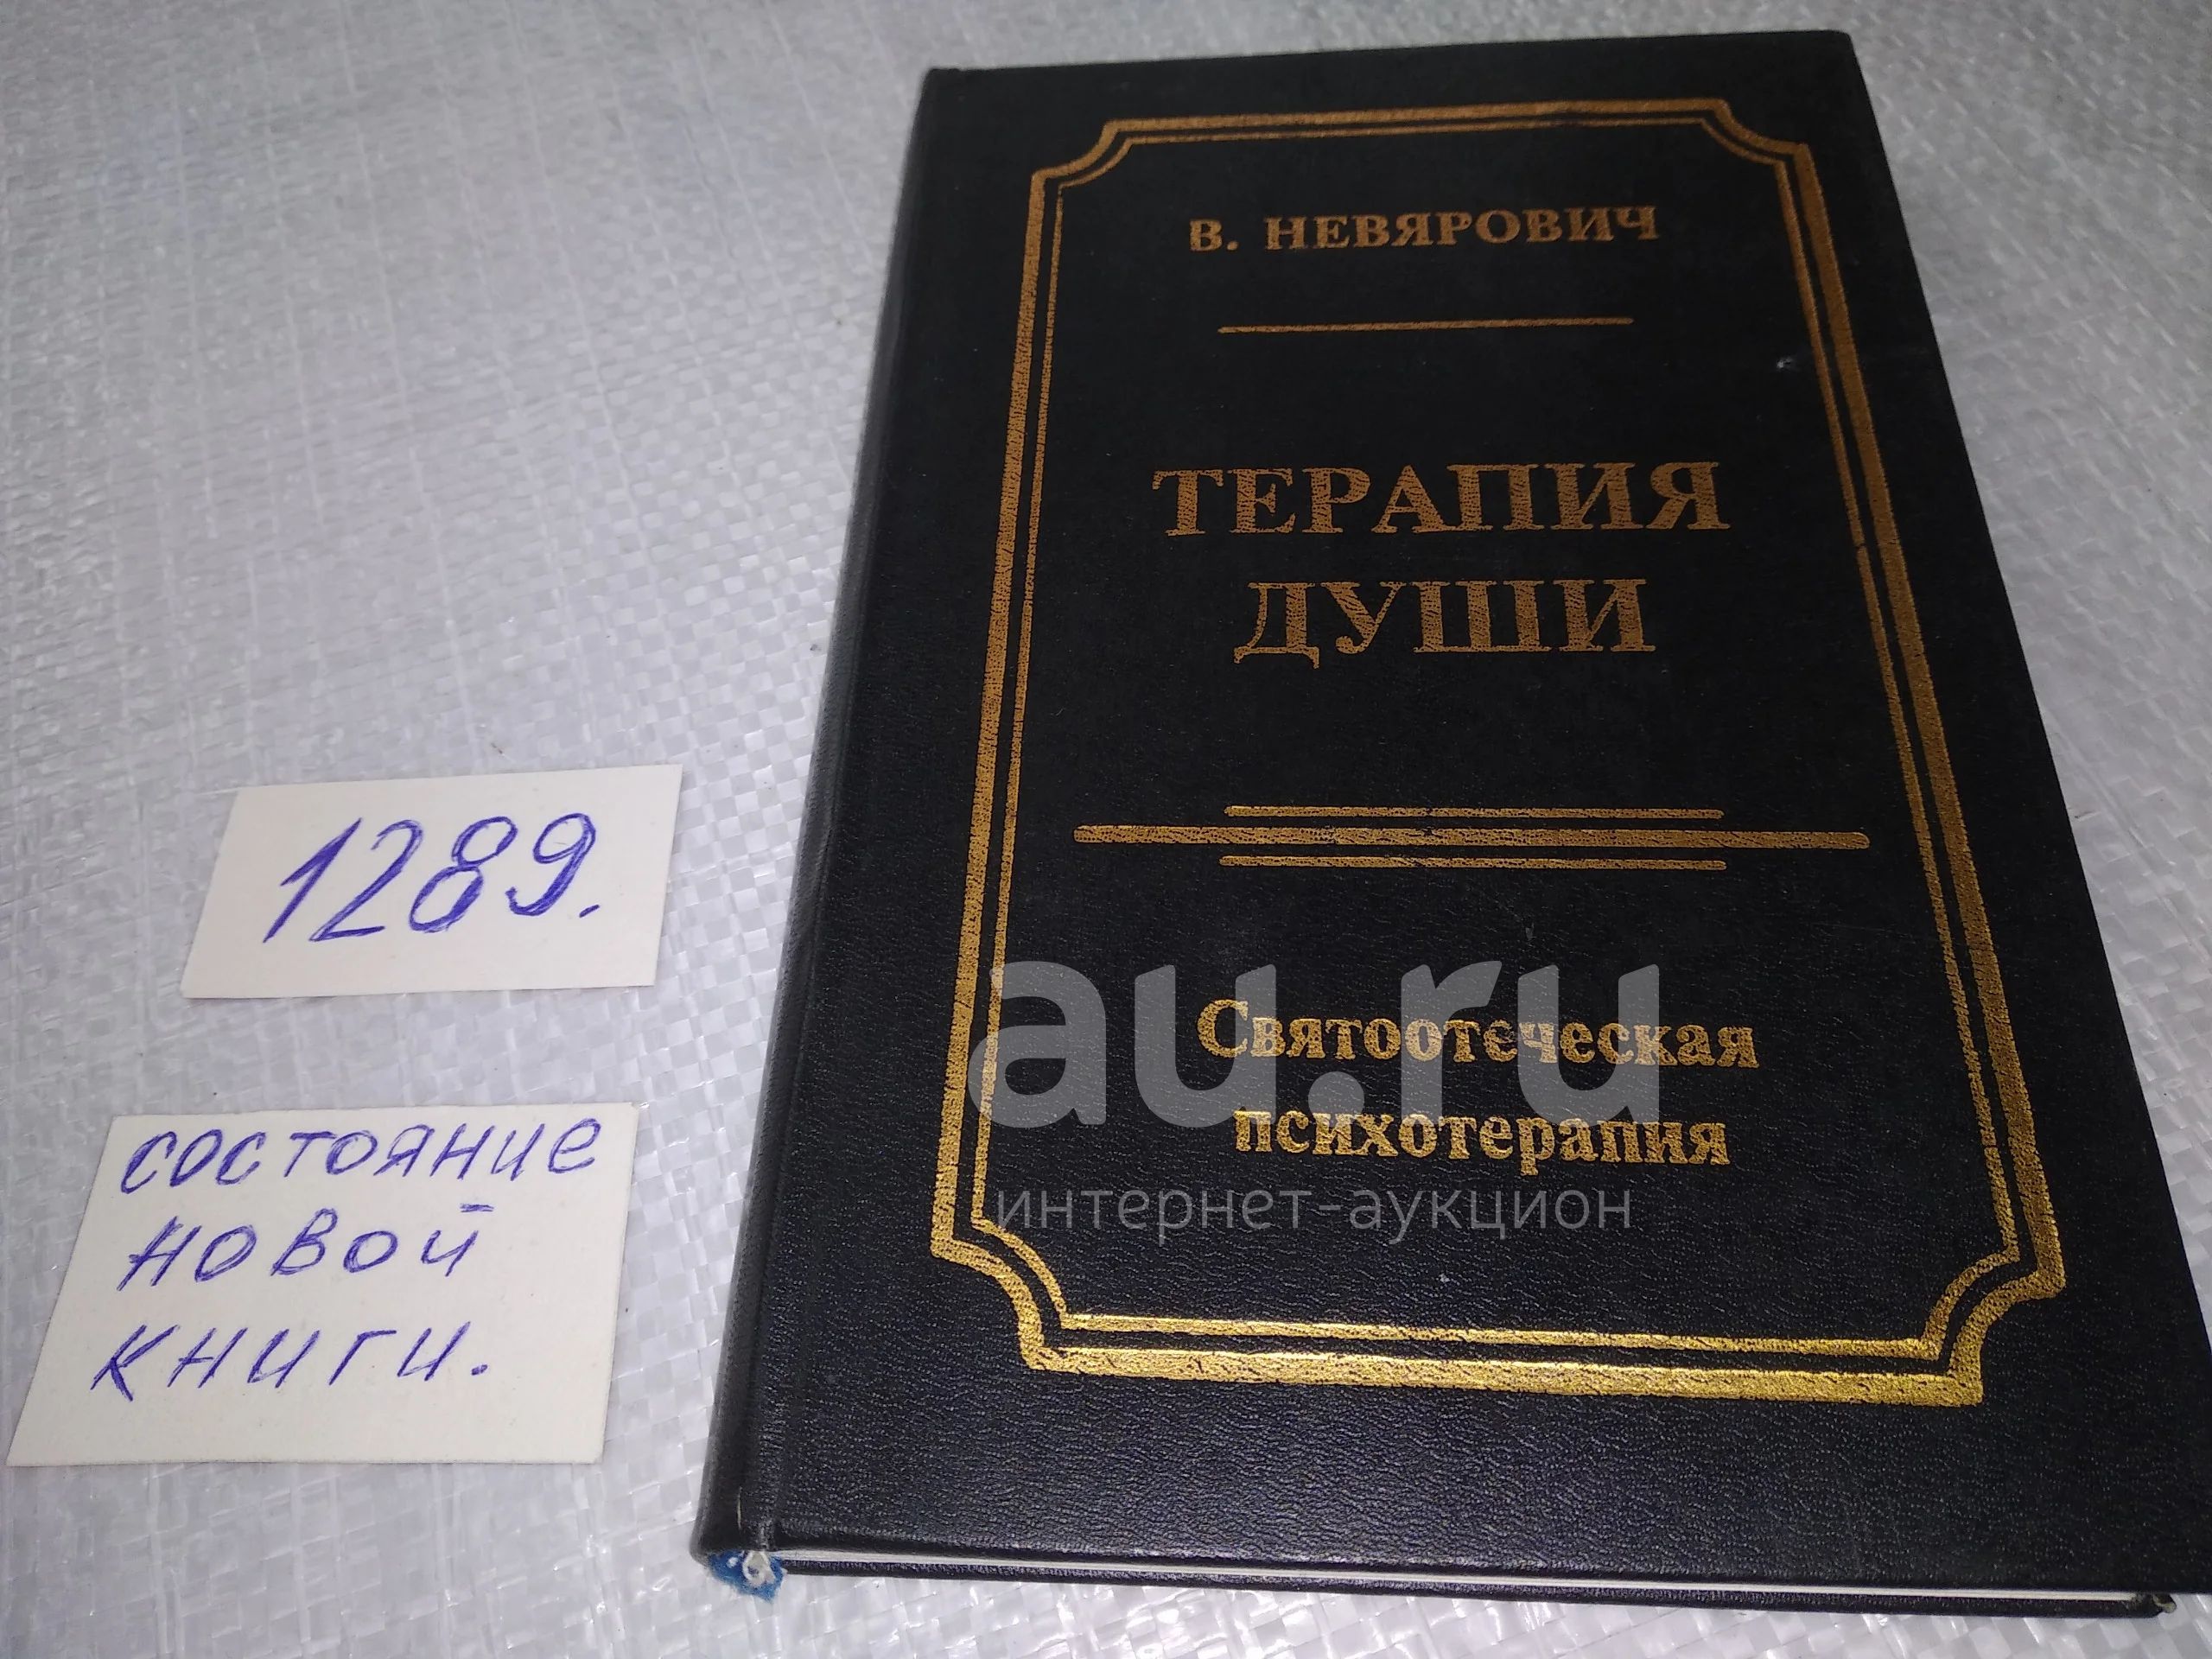 В. НЕВЯРОВИЧ
ТЕРАПИЯ
ДУШИ
Святоотеческая
психотерапия
au.ru
интернет-аукцион
1289.
состояние
новой
книги.